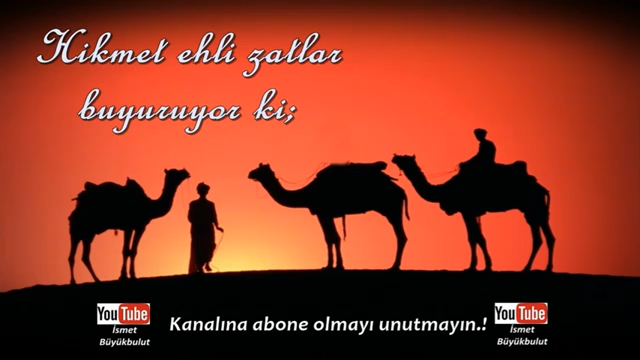 Hikmet ehli zatlar
buyuruyor ki;
YouTube
İsmet
Büyükbulut
Kanalına abone olmayı unutmayın.!
YouTube
İsmet
Büyükbulut